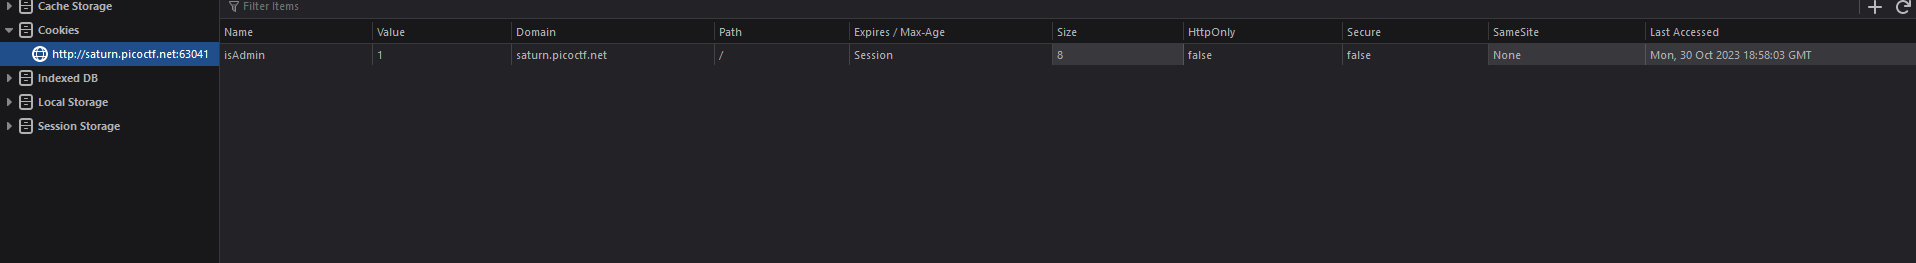 Cache Storage
Filter Items
Cookies
Name Value Domain Path Expires / Max-Age Size HttpOnly Secure SameSite Last Accessed
http://saturn.picoctf.net:63041
isAdmin 1 saturn.picoctf.net / Session 8 false false None Mon, 30 Oct 2023 18:58:03 GMT
Indexed DB
Local Storage
Session Storage